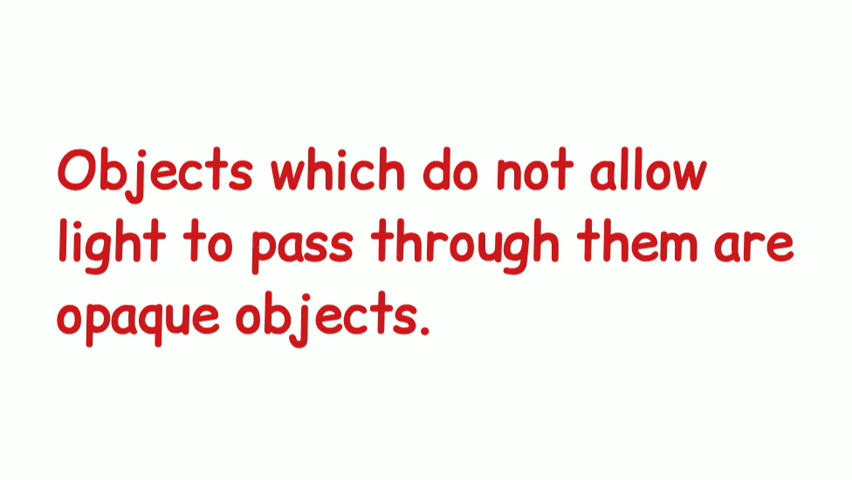 Objects which do not allow
light to pass through them are
opaque objects.